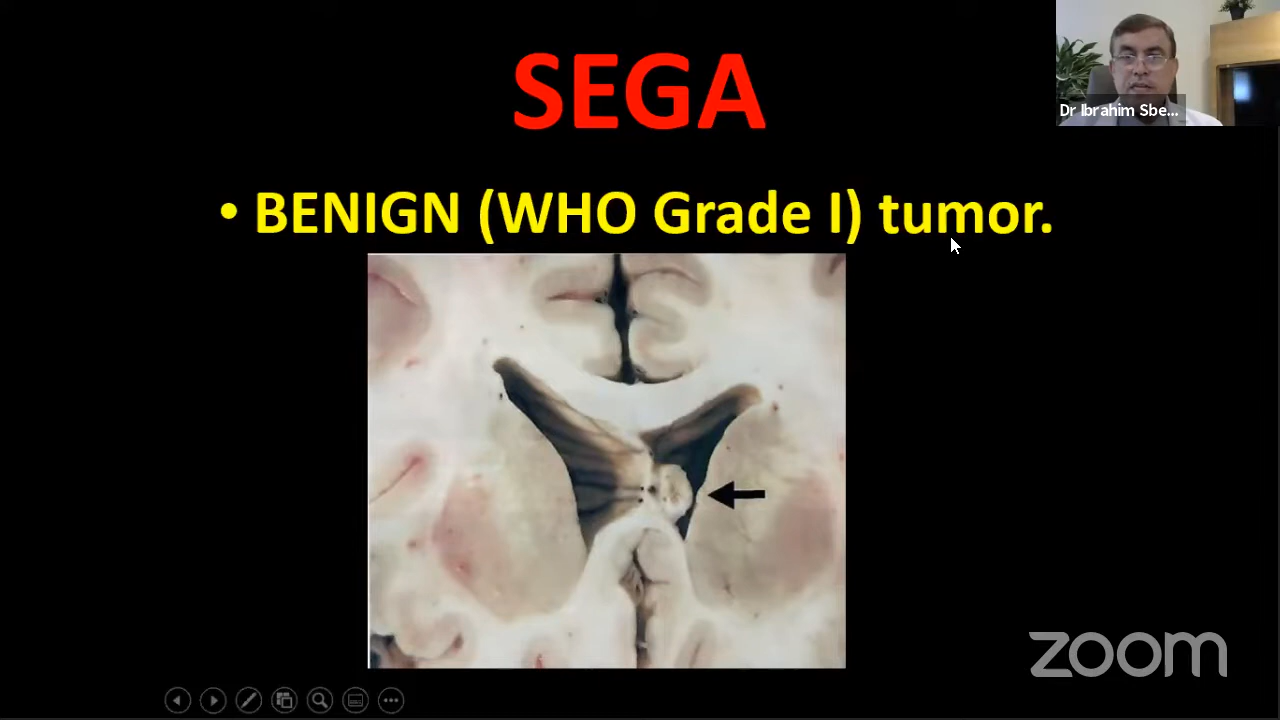 SEGA
Dr Ibrahim Sbe...
• BENIGN (WHO Grade I) tumor.
zoom